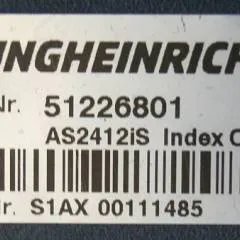 NGHEINRICH
Nr. 51226801
AS2412iS Index C
Nr. S1AX 00111485